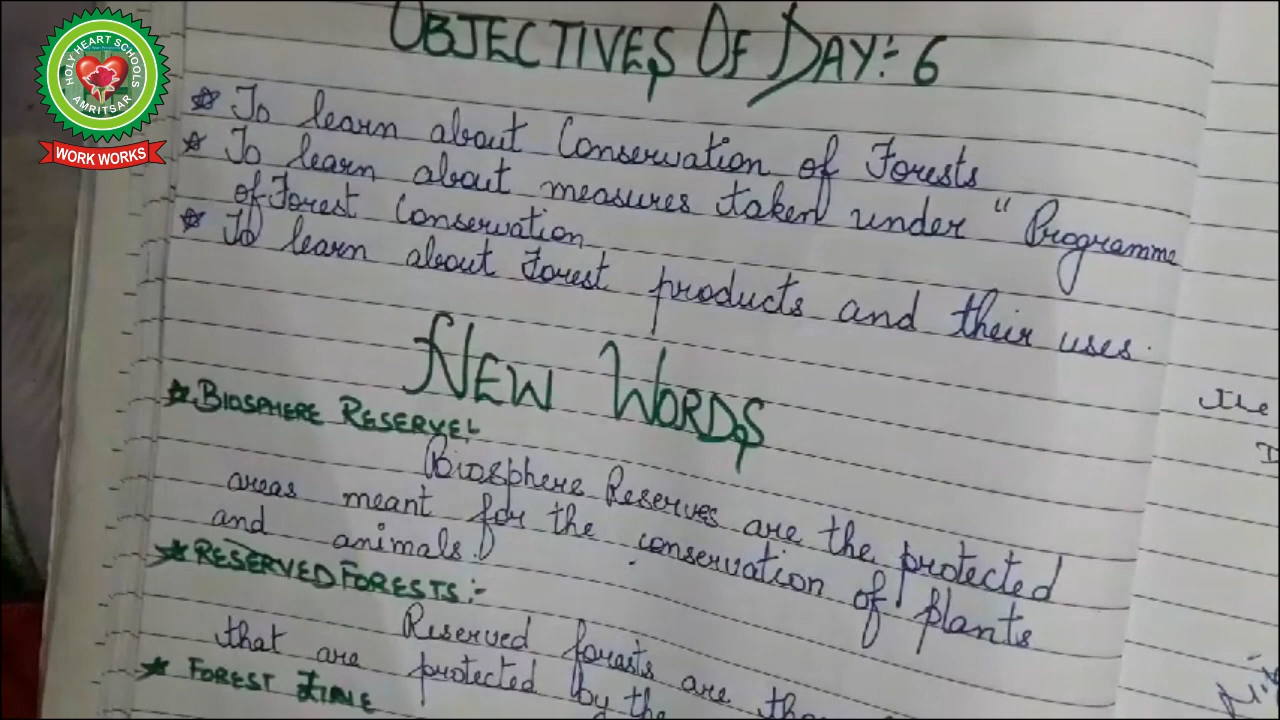 HOLY HEART SCHOOLS
AMRITSAR
WORK WORKS
OBJECTIVES OF DAY:- 6
To learn about Conservation of Forests
To learn about measures taken under "Programme
of Forest Conservation
To learn about Forest products and their uses.
NEW WORDS
BIOSPHERE RESERVE
Biosphere Reserves are the protected
areas meant for the conservation of plants
and animals.
RESERVED FORESTS:-
Reserved forests are
that are protected by the
FOREST
the